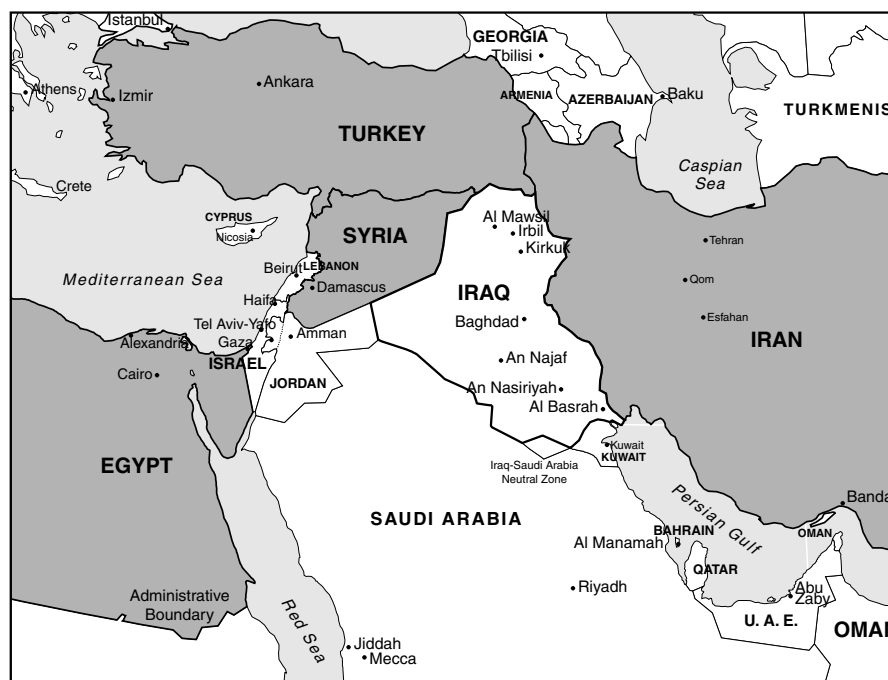 Istanbul
GEORGIA
Tbilisi
Athens
Izmir
Ankara
ARMENIA
AZERBAIJAN
Baku
TURKMENIS
TURKEY
Caspian
Sea
Crete
CYPRUS
Nicosia
SYRIA
Al Mawsil
Irbil
Kirkuk
Tehran
Mediterranean Sea
Beirut
LEBANON
Damascus
Qom
Haifa
IRAQ
Esfahan
Tel Aviv-Yafo
Baghdad
Amman
Alexandria
Gaza
IRAN
ISRAEL
Cairo
JORDAN
An Najaf
An Nasiriyah
Al Basrah
Kuwait
KUWAIT
EGYPT
Iraq-Saudi Arabia
Neutral Zone
SAUDI ARABIA
Persian Gulf
Banda
BAHRAIN
OMAN
Al Manamah
QATAR
Administrative
Boundary
Riyadh
Abu
Zaby
Red Sea
U. A. E.
OMAN
Jiddah
Mecca